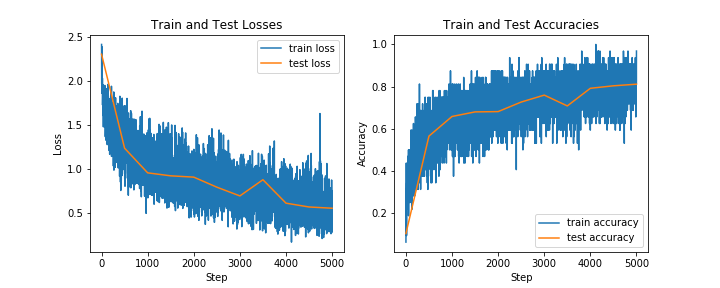 Train and Test Losses
2.5
2.0
1.5
1.0
0.5
Loss
train loss
test loss
0
1000
2000
3000
4000
5000
Step
Train and Test Accuracies
1.0
0.8
0.6
0.4
0.2
Accuracy
train accuracy
test accuracy
0
1000
2000
3000
4000
5000
Step